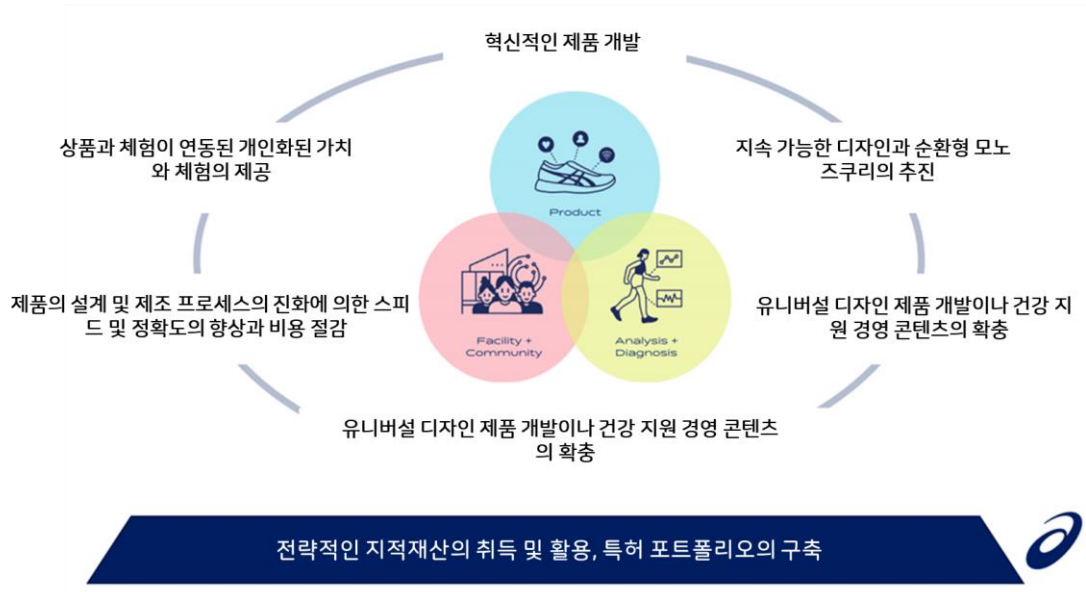 혁신적인 제품 개발
상품과 체험이 연동된 개인화된 가치
와 체험의 제공
지속 가능한 디자인과 순환형 모노
즈쿠리의 추진
Product
제품의 설계 및 제조 프로세스의 진화에 의한 스피
드 및 정확도의 향상과 비용 절감
유니버설 디자인 제품 개발이나 건강 지
원 경영 콘텐츠의 확충
Facility +
Community
Analysis +
Diagnosis
유니버설 디자인 제품 개발이나 건강 지원 경영 콘텐츠
의 확충
전략적인 지적재산의 취득 및 활용, 특허 포트폴리오의 구축